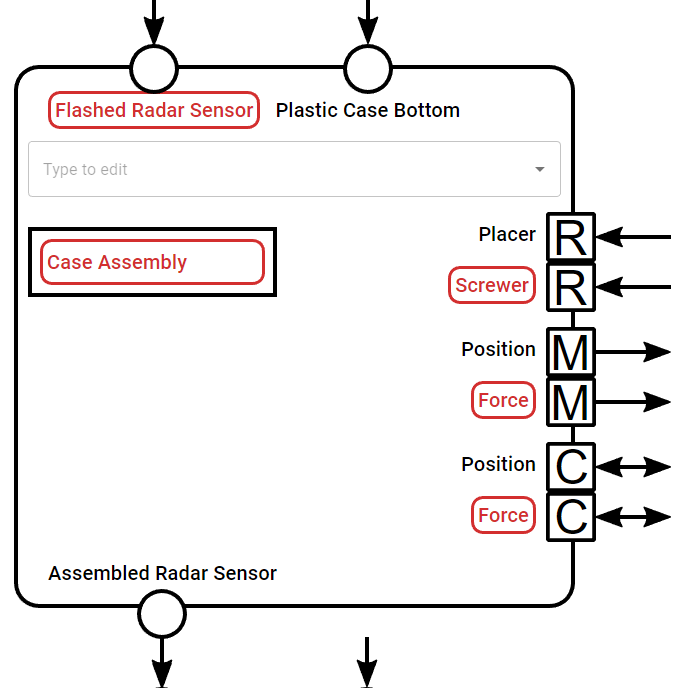 Flashed Radar Sensor Plastic Case Bottom
Type to edit
Placer R
Case Assembly
Screwer R
Position M
Force M
Position C
Force C
Assembled Radar Sensor